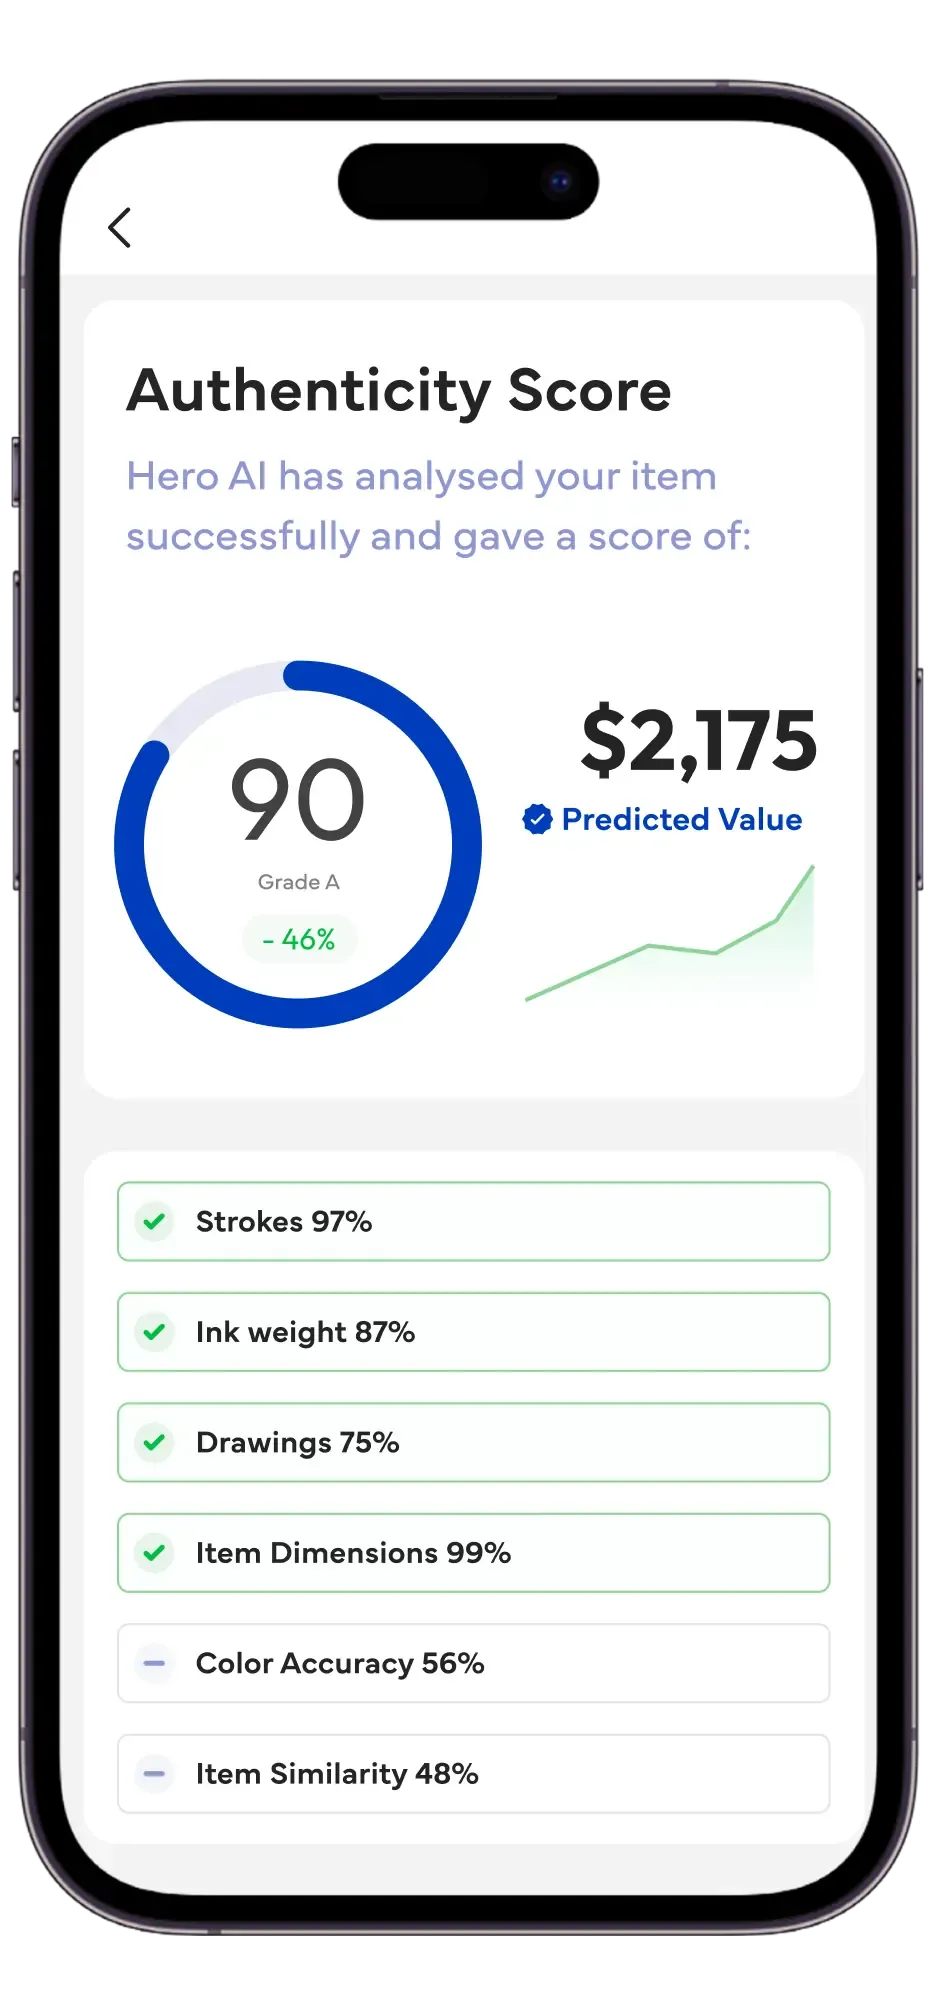 Authenticity Score
Hero AI has analysed your item
successfully and gave a score of:
90
Grade A
- 46%
$2,175
Predicted Value
Strokes 97%
Ink weight 87%
Drawings 75%
Item Dimensions 99%
Color Accuracy 56%
Item Similarity 48%